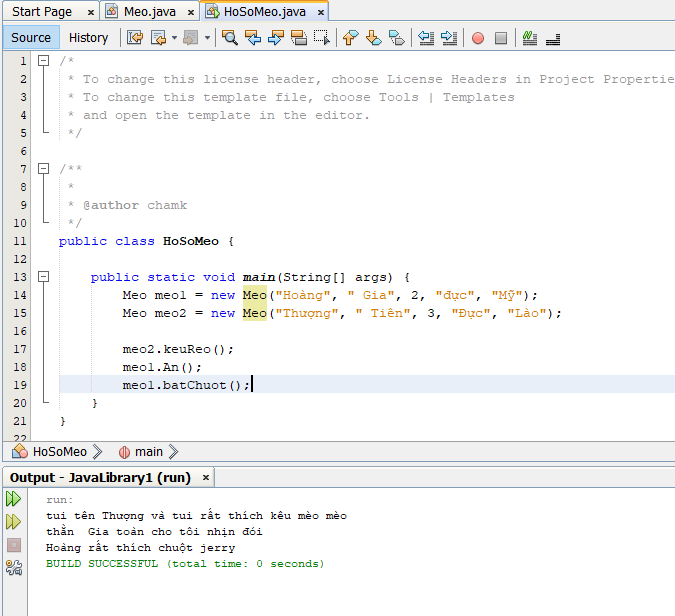 Start Page × Meo.java × HoSoMeo.java ×
Source History
1 /*
2 * To change this license header, choose License Headers in Project Propertie
3 * To change this template file, choose Tools | Templates
4 * and open the template in the editor.
5 */
6
7 /**
8 *
9 * @author chamk
10 */
11 public class HoSoMeo {
12
13 public static void main(String[] args) {
14 Meo meo1 = new Meo("Hoàng", " Gia", 2, "đực", "Mỹ");
15 Meo meo2 = new Meo("Thượng", " Tiên", 3, "Đực", "Lào");
16
17 meo2.keuReo();
18 meo1.An();
19 meo1.batChuot();
20 }
21 }
22
HoSoMeo main
Output - JavaLibrary1 (run) ×
run:
tui tên Thượng và tui rất thích kêu mèo mèo
thằn  Gia toàn cho tôi nhịn đói
Hoàng rất thích chuột jerry
BUILD SUCCESSFUL (total time: 0 seconds)